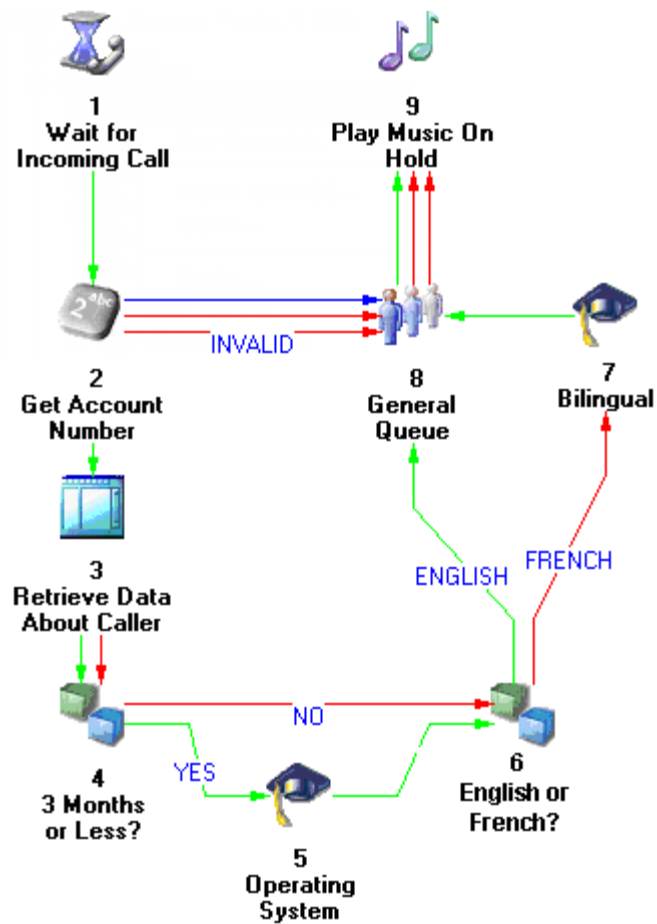 1
Wait for
Incoming Call
9
Play Music On
Hold
2 abc
INVALID
2
Get Account
Number
8
General
Queue
7
Bilingual
3
Retrieve Data
About Caller
ENGLISH
FRENCH
NO
YES
4
3 Months
or Less?
5
Operating
System
6
English or
French?